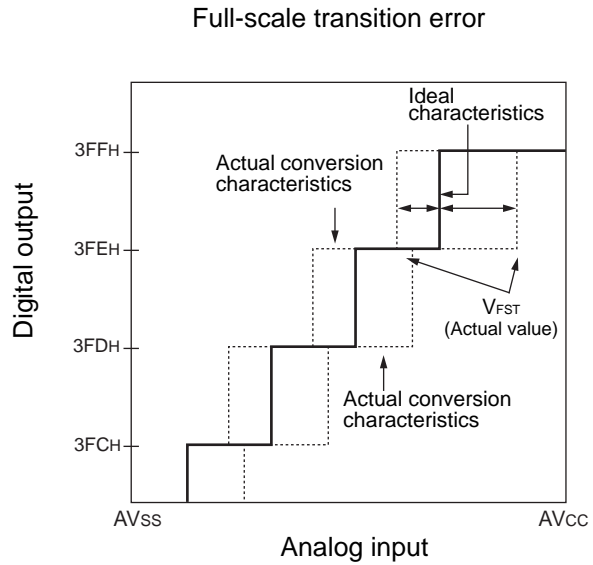 Full-scale transition error
Ideal
characteristics
3FFH
Actual conversion
characteristics
3FEH
Digital output
VFST
(Actual value)
3FDH
Actual conversion
characteristics
3FCH
AVSS
AVCC
Analog input